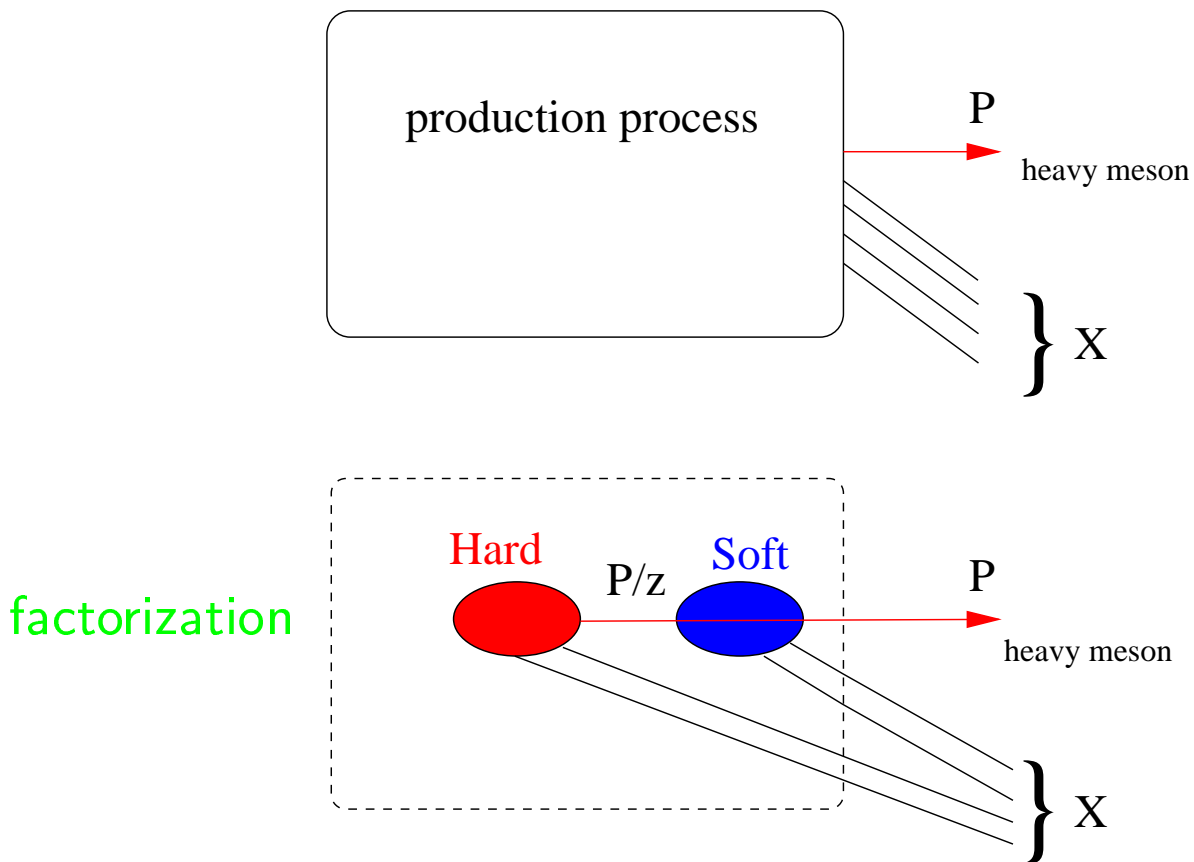 production process
P
heavy meson
} X
Hard
Soft
P/z
P
factorization
heavy meson
} X